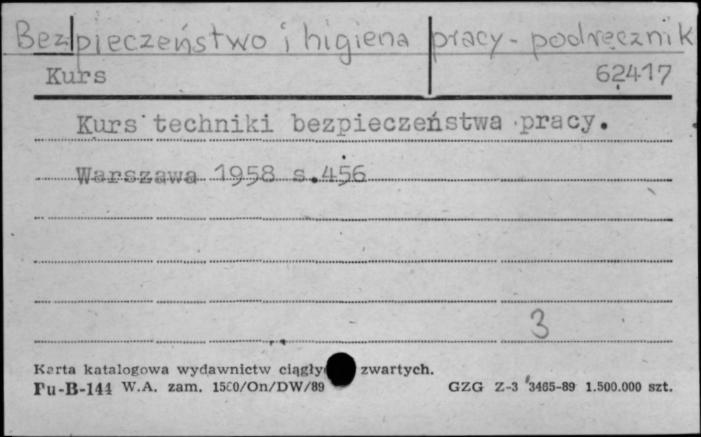 Bezpieczeństwo i higiena pracy - podręcznik
Kurs 62417
Kurs techniki bezpieczeństwa pracy.
Warszawa 1958 s.456
3
Karta katalogowa wydawnictw zwartych.
Pu-B-144 W.A. zam. 1500/On/DW/89 GZG Z-3 3465-89 1.500.000 szt.